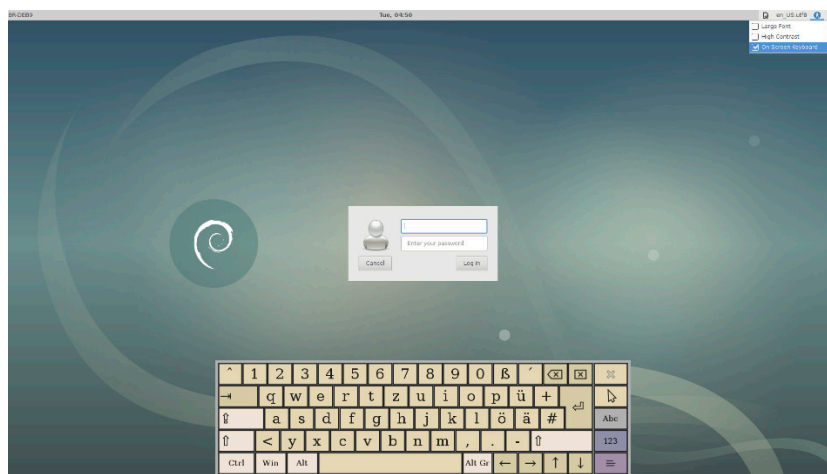 BR-DEB9 Tue, 04:50 en_US.utf8
Large Font
High Contrast
On Screen Keyboard
Enter your password
Cancel Log In
^ 1 2 3 4 5 6 7 8 9 0 ß ´
q w e r t z u i o p ü +
a s d f g h j k l ö ä # Abc
< y x c v b n m , . - 123
Ctrl Win Alt Alt Gr ← → ↑ ↓